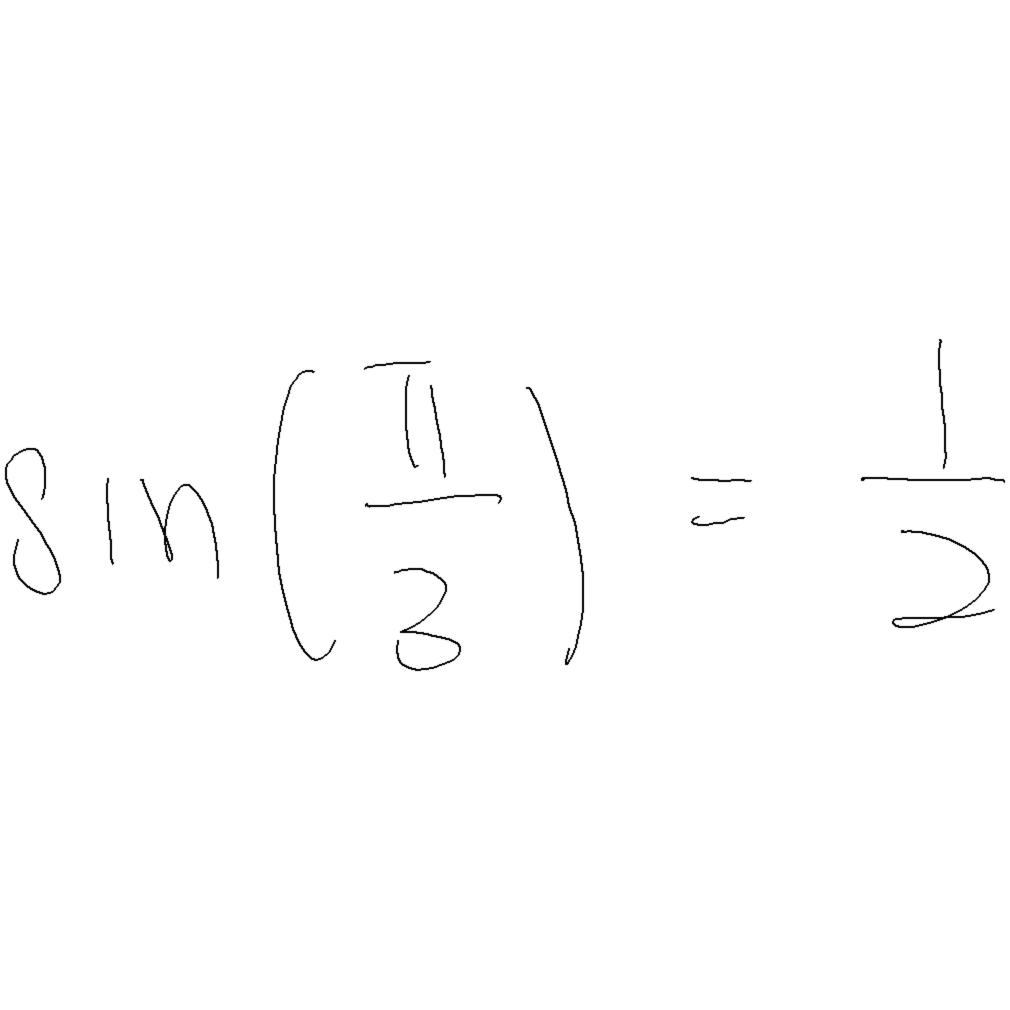 sin(π/3) = 1/2